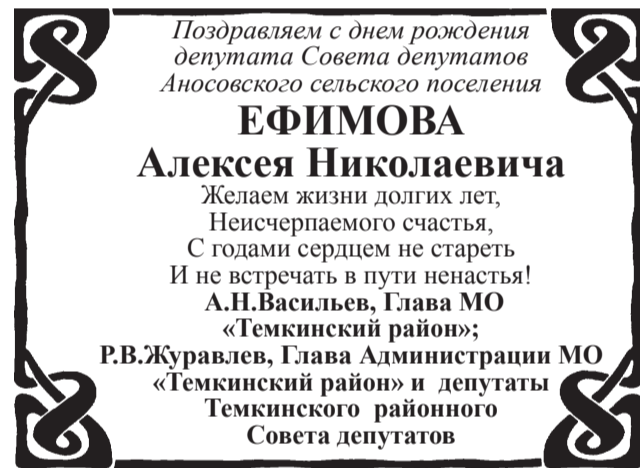 Поздравляем с днем рождения
депутата Совета депутатов
Аносовского сельского поселения
ЕФИМОВА
Алексея Николаевича
Желаем жизни долгих лет,
Неисчерпаемого счастья,
С годами сердцем не стареть
И не встречать в пути ненастья!
А.Н.Васильев, Глава МО
«Темкинский район»;
Р.В.Журавлев, Глава Администрации МО
«Темкинский район» и депутаты
Темкинского районного
Совета депутатов